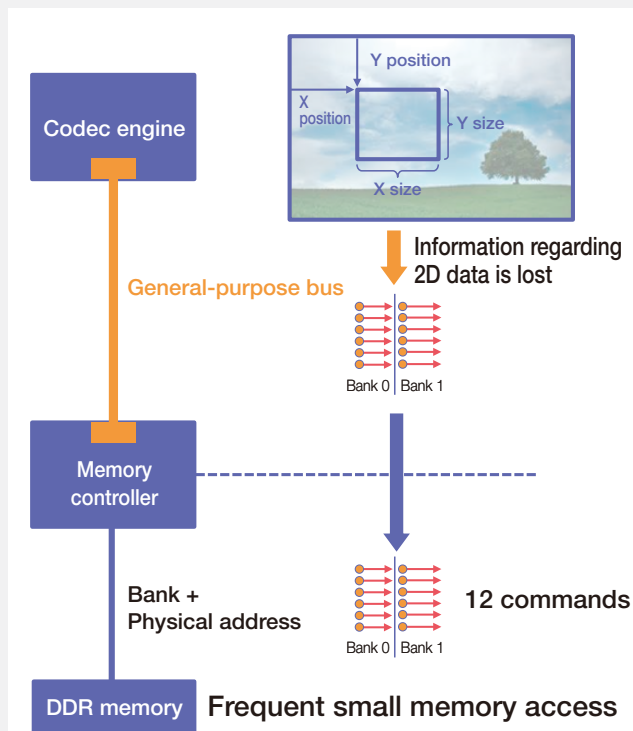 Codec engine
Y position
X
position
Y size
X size
General-purpose bus
Information regarding
2D data is lost
Bank 0
Bank 1
Memory
controller
Bank +
Physical address
12 commands
Bank 0
Bank 1
DDR memory
Frequent small memory access